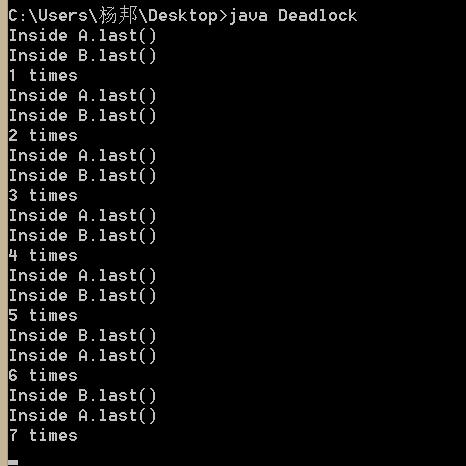 C:\Users\杨邦\Desktop>java Deadlock
Inside A.last()
Inside B.last()
1 times
Inside A.last()
Inside B.last()
2 times
Inside A.last()
Inside B.last()
3 times
Inside A.last()
Inside B.last()
4 times
Inside A.last()
Inside B.last()
5 times
Inside B.last()
Inside A.last()
6 times
Inside B.last()
Inside A.last()
7 times